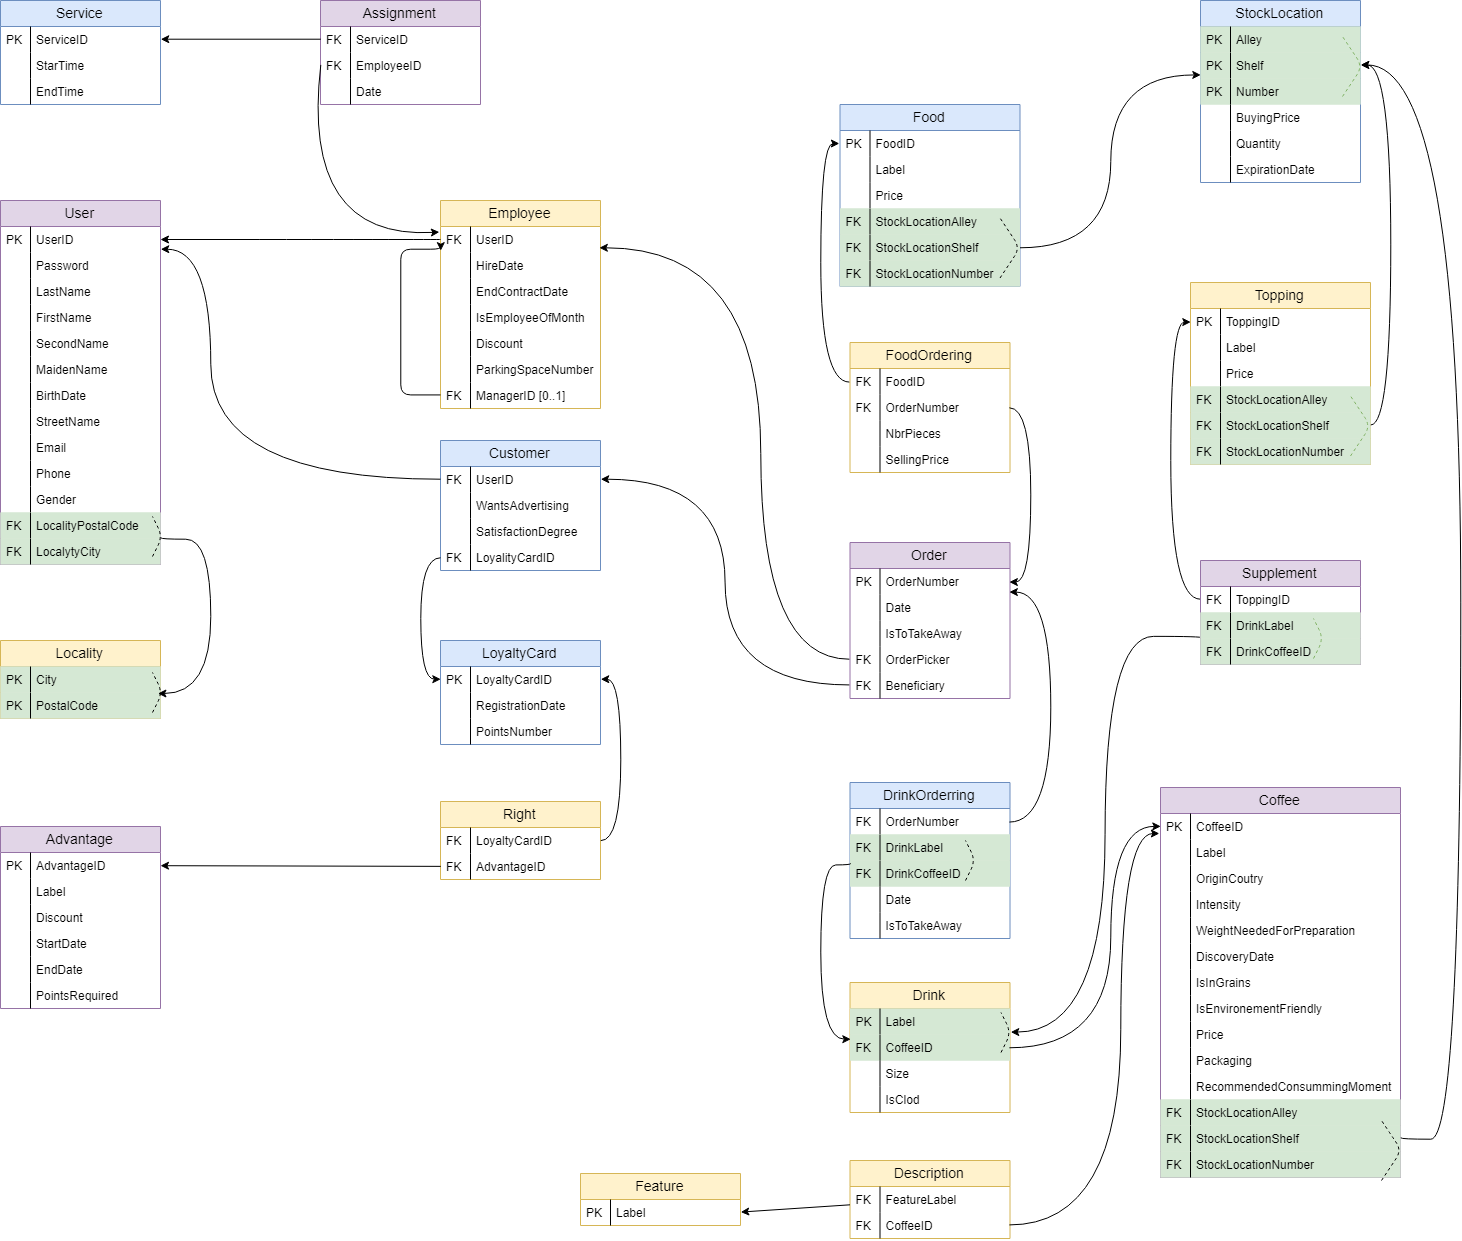 Service
PK ServiceID
StarTime
EndTime
Assignment
FK ServiceID
FK EmployeeID
Date
StockLocation
PK Alley
PK Shelf
PK Number
BuyingPrice
Quantity
ExpirationDate
Food
PK FoodID
Label
Price
FK StockLocationAlley
FK StockLocationShelf
FK StockLocationNumber
User
PK UserID
Password
LastName
FirstName
SecondName
MaidenName
BirthDate
StreetName
Email
Phone
Gender
FK LocalityPostalCode
FK LocalytyCity
Employee
FK UserID
HireDate
EndContractDate
IsEmployeeOfMonth
Discount
ParkingSpaceNumber
FK ManagerID [0..1]
Topping
PK ToppingID
Label
Price
FK StockLocationAlley
FK StockLocationShelf
FK StockLocationNumber
FoodOrdering
FK FoodID
FK OrderNumber
NbrPieces
SellingPrice
Customer
FK UserID
WantsAdvertising
SatisfactionDegree
FK LoyalityCardID
Order
PK OrderNumber
Date
IsToTakeAway
FK OrderPicker
FK Beneficiary
Supplement
FK ToppingID
FK DrinkLabel
FK DrinkCoffeeID
Locality
PK City
PK PostalCode
LoyaltyCard
PK LoyaltyCardID
RegistrationDate
PointsNumber
DrinkOrderring
FK OrderNumber
FK DrinkLabel
FK DrinkCoffeeID
Date
IsToTakeAway
Coffee
PK CoffeeID
Label
OriginCoutry
Intensity
WeightNeededForPreparation
DiscoveryDate
IsInGrains
IsEnvironementFriendly
Price
Packaging
RecommendedConsummingMoment
FK StockLocationAlley
FK StockLocationShelf
FK StockLocationNumber
Right
FK LoyaltyCardID
FK AdvantageID
Advantage
PK AdvantageID
Label
Discount
StartDate
EndDate
PointsRequired
Drink
PK Label
FK CoffeeID
Size
IsClod
Description
FK FeatureLabel
FK CoffeeID
Feature
PK Label